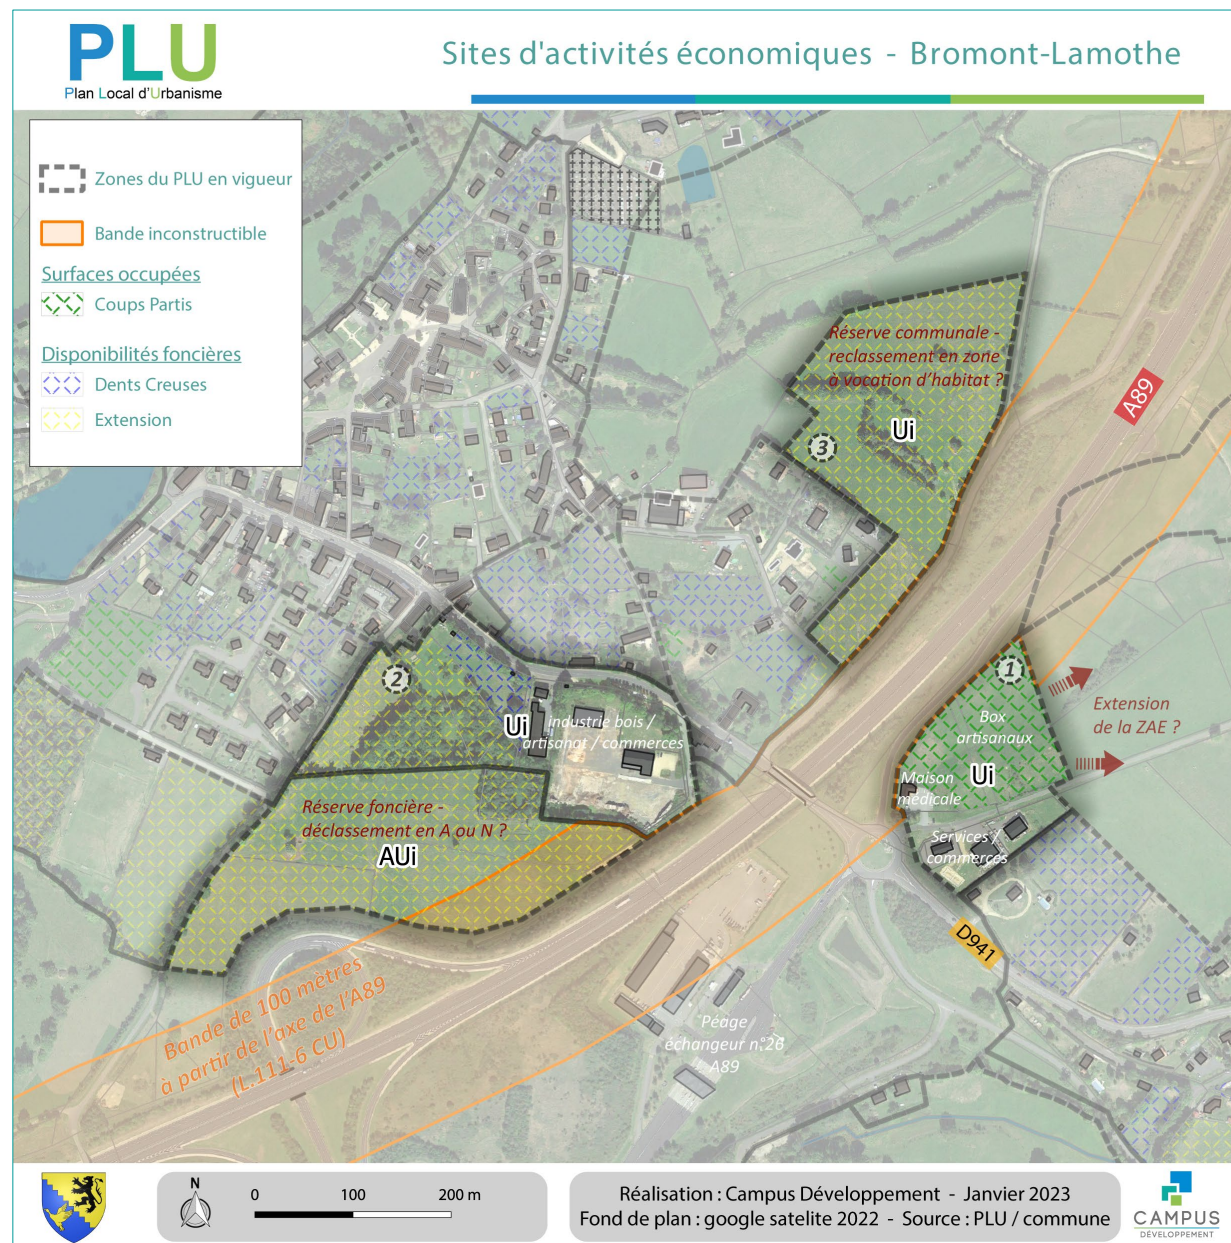 PLU
Plan Local d'Urbanisme
Sites d'activités économiques - Bromont-Lamothe
Zones du PLU en vigueur
Bande inconstructible
Surfaces occupées
Coups Partis
Disponibilités foncières
Dents Creuses
Extension
Réserve communale -
reclassement en zone
à vocation d'habitat ?
Ui
3
A89
1
Box
artisanaux
Ui
Extension
de la ZAE ?
Maison
médicale
Services /
commerces
2
Ui
industrie bois /
artisanat / commerces
Réserve foncière -
déclassement en A ou N ?
AUi
D941
Bande de 100 mètres
à partir de l'axe de l'A89
(L.111-6 CU)
Péage
échangeur n°26
A89
N
0 100 200 m
Réalisation : Campus Développement - Janvier 2023
Fond de plan : google satelite 2022 - Source : PLU / commune
CAMPUS
DÉVELOPPEMENT